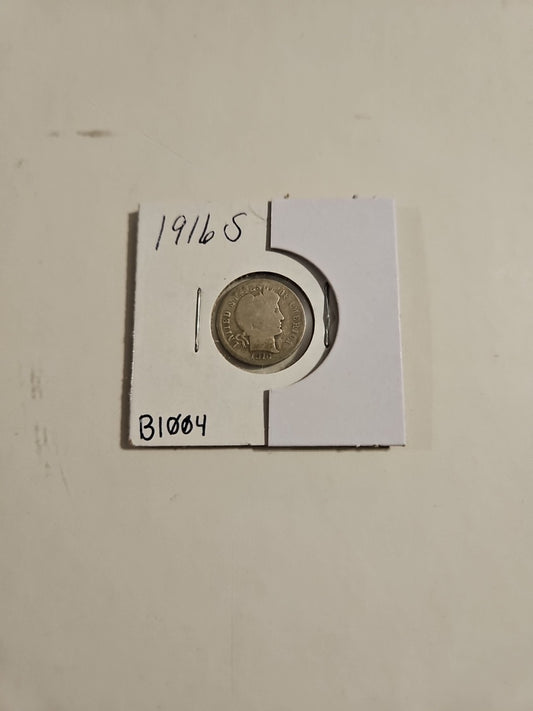 1916 S
UNITED STATES OF AMERICA
B1004